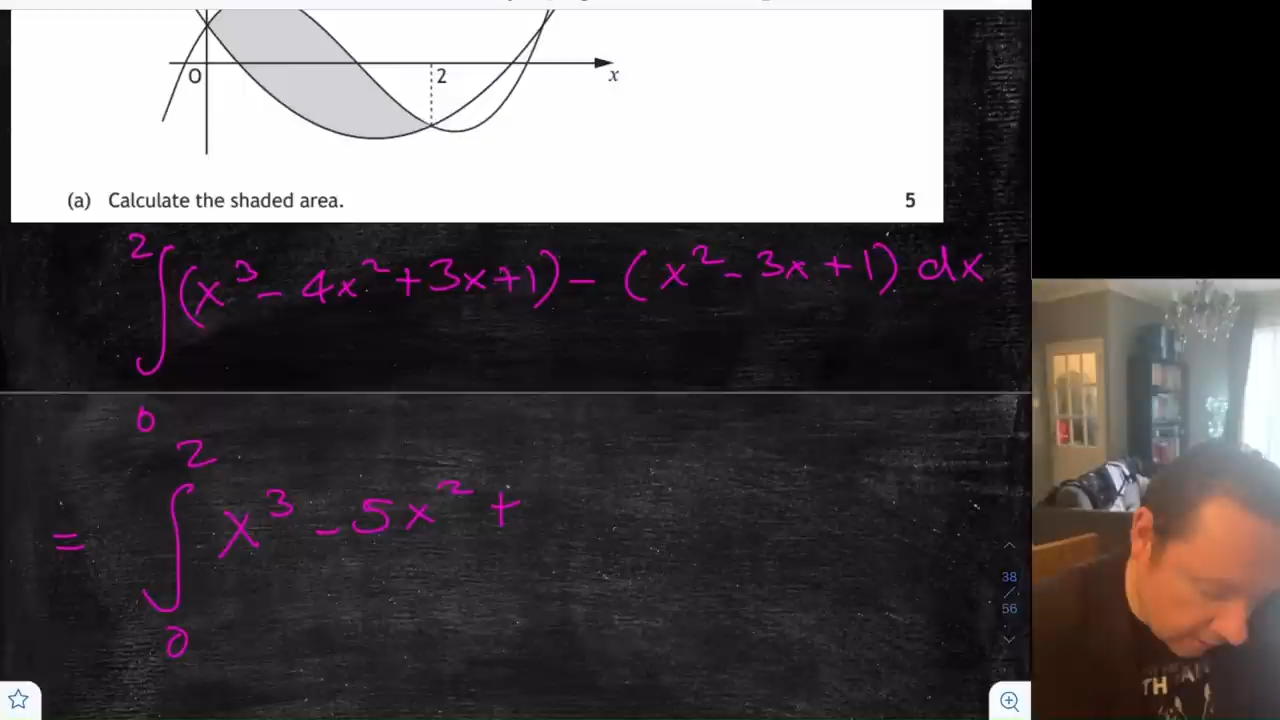 O
2
x
(a) Calculate the shaded area.
5
2
∫(x³ - 4x² + 3x + 1) - (x² - 3x + 1) dx
0
2
= ∫ x³ - 5x² +
0
38
/
56
TH